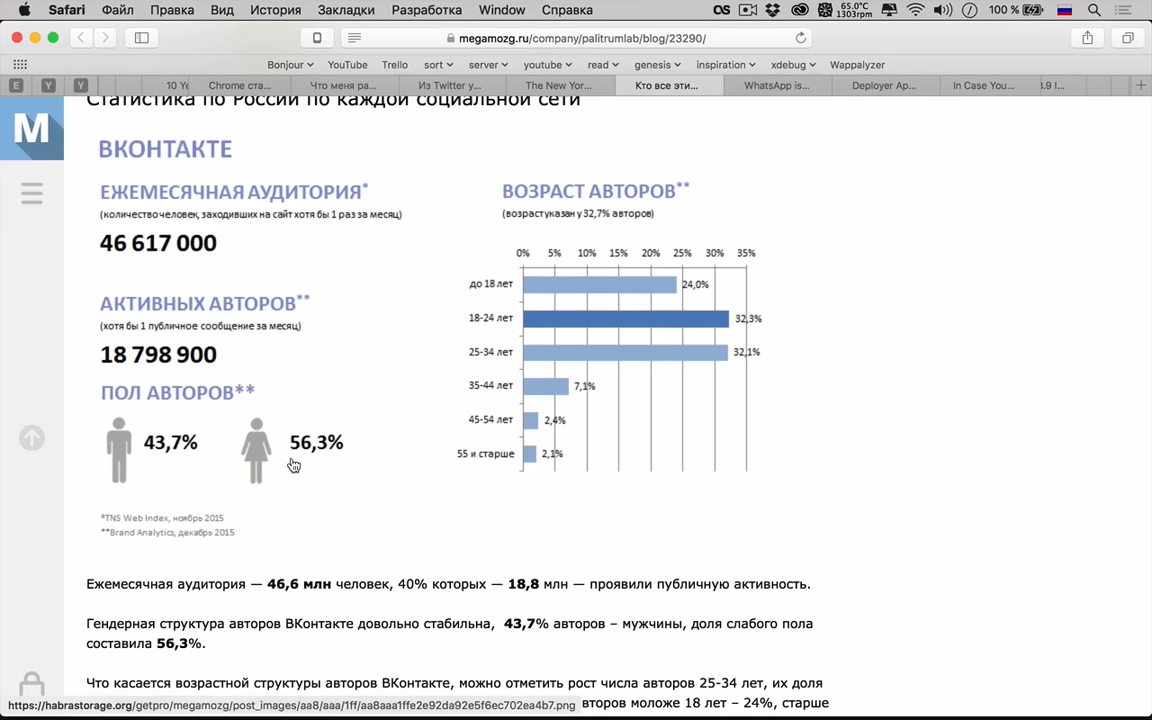 Safari Файл Правка Вид История Закладки Разработка Window Справка 65.0°C 1303rpm 100 %
megamozg.ru/company/palitrumlab/blog/23290/
Bonjour YouTube Trello sort server youtube read genesis inspiration xdebug Wappalyzer
E Y Y 10 Ye Chrome ста... Что меня ра... Из Twitter у... The New Yor... Кто все эти... WhatsApp is... Deployer Ap... In Case You... .9 I...
Статистика по России по каждой социальной сети
M
ВКОНТАКТЕ
ЕЖЕМЕСЯЧНАЯ АУДИТОРИЯ*
(количество человек, заходивших на сайт хотя бы 1 раз за месяц)
46 617 000
АКТИВНЫХ АВТОРОВ**
(хотя бы 1 публичное сообщение за месяц)
18 798 900
ПОЛ АВТОРОВ**
43,7% 56,3%
ВОЗРАСТ АВТОРОВ**
(возраст указан у 32,7% авторов)
0% 5% 10% 15% 20% 25% 30% 35%
до 18 лет 24,0%
18-24 лет 32,3%
25-34 лет 32,1%
35-44 лет 7,1%
45-54 лет 2,4%
55 и старше 2,1%
*TNS Web Index, ноябрь 2015
**Brand Analytics, декабрь 2015
Ежемесячная аудитория — 46,6 млн человек, 40% которых — 18,8 млн — проявили публичную активность.
Гендерная структура авторов ВКонтакте довольно стабильна, 43,7% авторов – мужчины, доля слабого пола
составила 56,3%.
Что касается возрастной структуры авторов ВКонтакте, можно отметить рост числа авторов 25-34 лет, их доля
второв моложе 18 лет – 24%, старше
https://habrastorage.org/getpro/megamozg/post_images/aa8/aaa/1ff/aa8aaa1ffe2e92da92e5f6ec702ea4b7.png